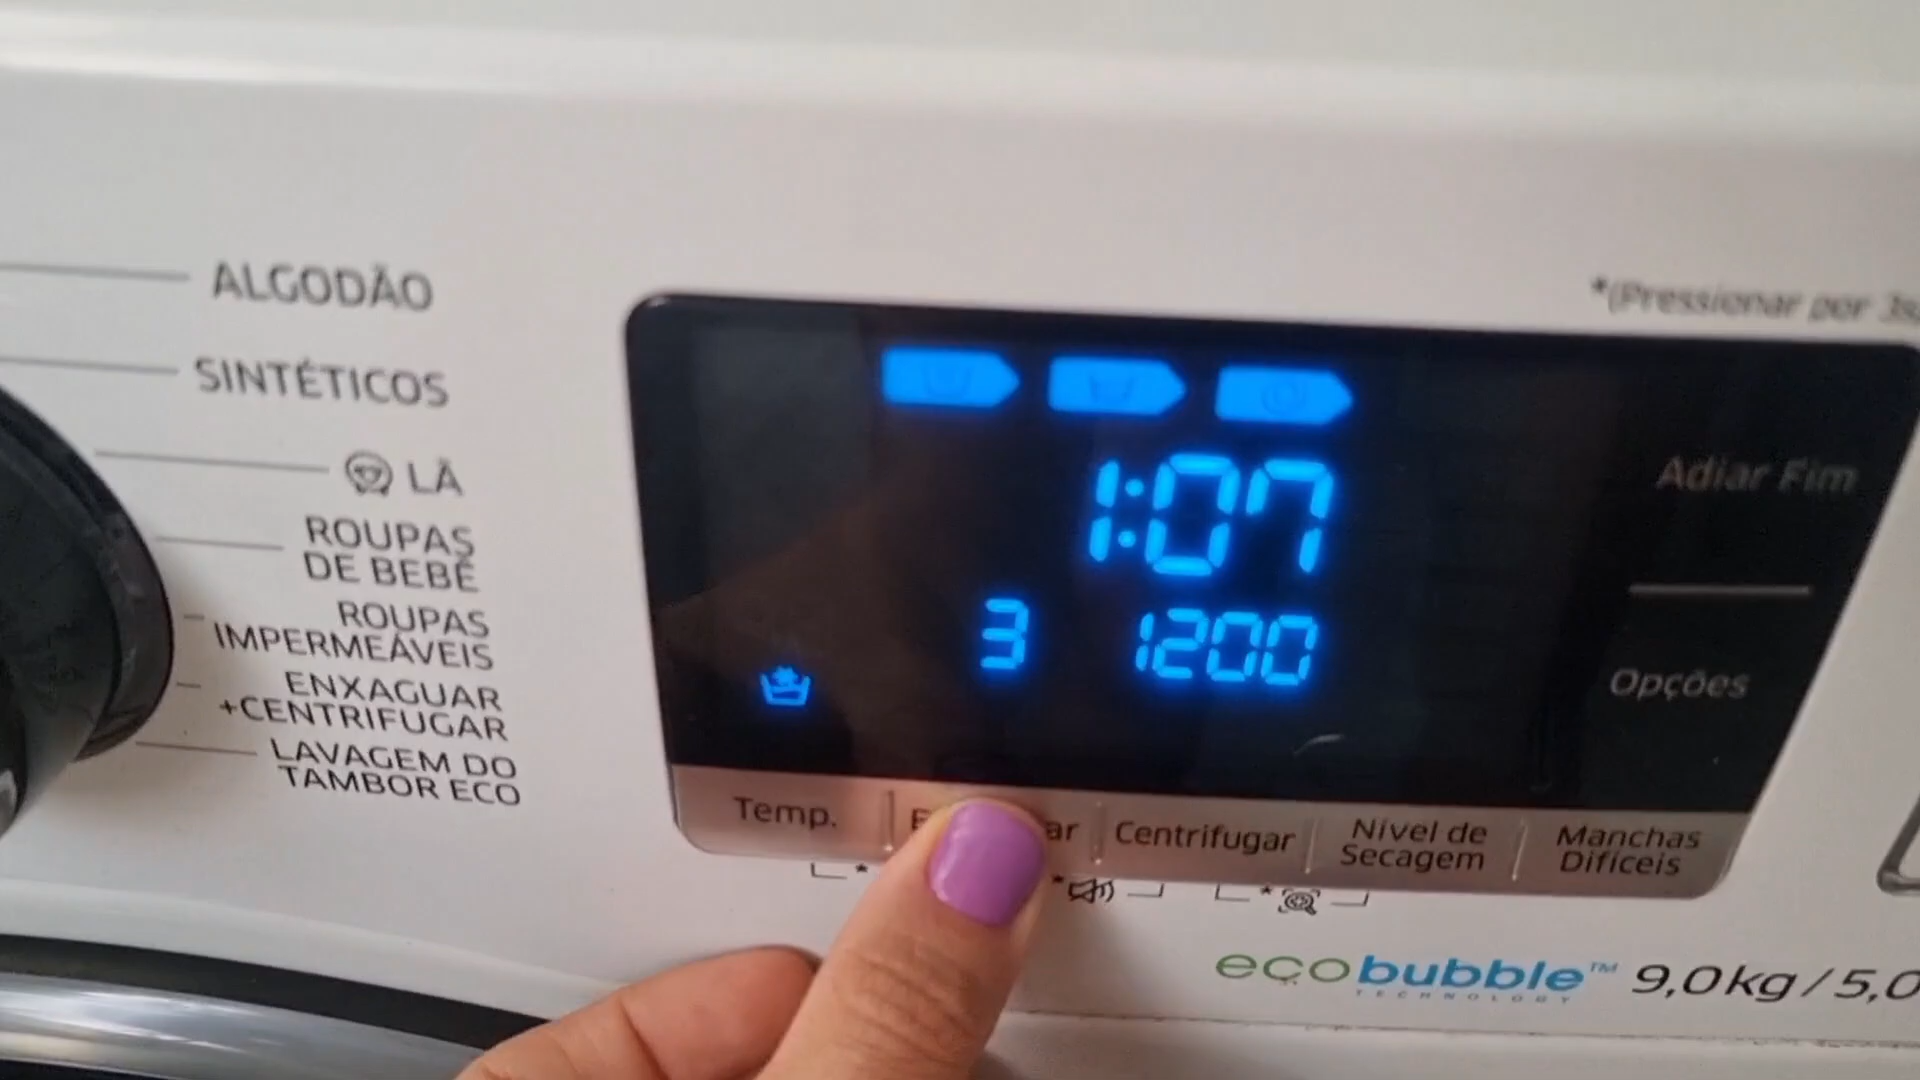 ALGODÃO
SINTÉTICOS
LÃ
ROUPAS
DE BEBÊ
ROUPAS
IMPERMEÁVEIS
ENXAGUAR
+CENTRIFUGAR
LAVAGEM DO
TAMBOR ECO
*(Pressionar por 3s
1:07
3 1200
Adiar Fim
Opções
Temp.
Centrifugar
Nível de
Secagem
Manchas
Difíceis
ecobubble™
TECHNOLOGY
9,0kg/5,0